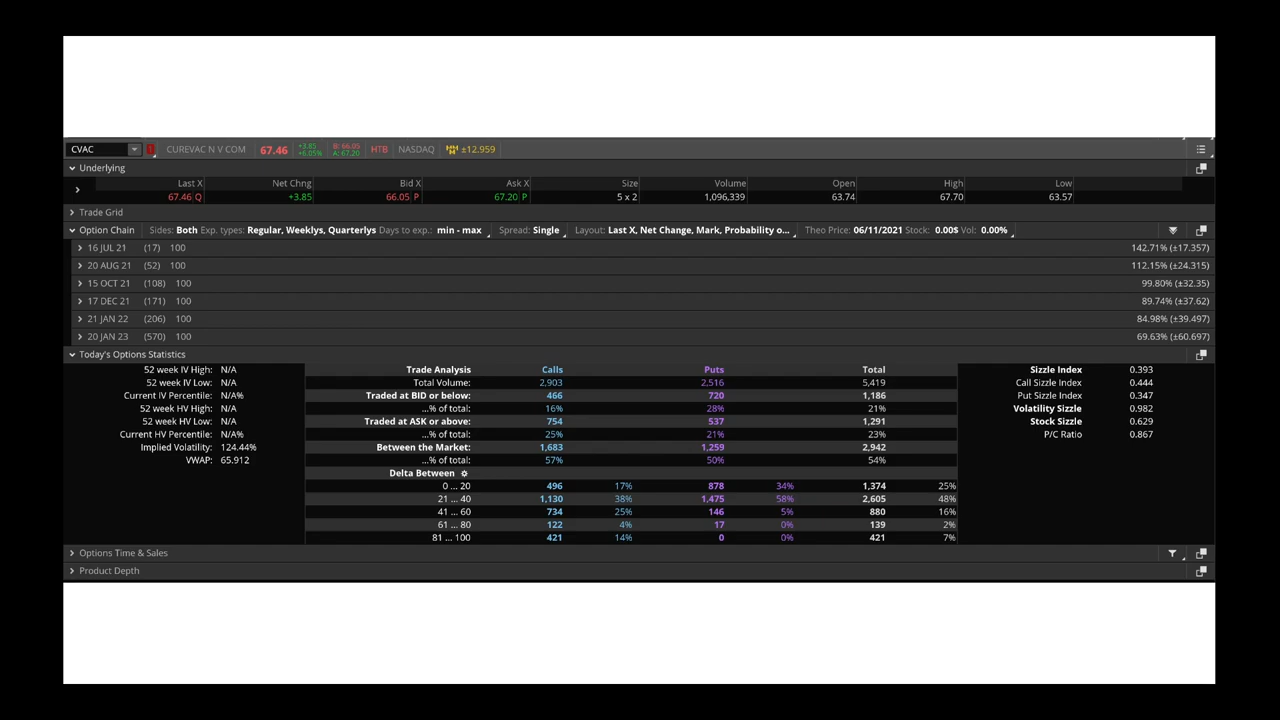 CVAC CUREVAC N V COM 67.46 +3.85 +6.05% B: 66.05 A: 67.20 HTB NASDAQ ±12.959
Underlying
Last X Net Chng Bid X Ask X Size Volume Open High Low
67.46 Q +3.85 66.05 P 67.20 P 5 x 2 1,096,339 63.74 67.70 63.57
Trade Grid
Option Chain Sides: Both Exp. types: Regular, Weeklys, Quarterlys Days to exp.: min - max Spread: Single Layout: Last X, Net Change, Mark, Probability o... Theo Price: 06/11/2021 Stock: 0.00$ Vol: 0.00%
16 JUL 21 (17) 100 142.71% (±17.357)
20 AUG 21 (52) 100 112.15% (±24.315)
15 OCT 21 (108) 100 99.80% (±32.35)
17 DEC 21 (171) 100 89.74% (±37.62)
21 JAN 22 (206) 100 84.98% (±39.497)
20 JAN 23 (570) 100 69.63% (±60.697)
Today's Options Statistics
52 week IV High: N/A Trade Analysis Calls Puts Total Sizzle Index 0.393
52 week IV Low: N/A Total Volume: 2,903 2,516 5,419 Call Sizzle Index 0.444
Current IV Percentile: N/A% Traded at BID or below: 466 720 1,186 Put Sizzle Index 0.347
52 week HV High: N/A ...% of total: 16% 28% 21% Volatility Sizzle 0.982
52 week HV Low: N/A Traded at ASK or above: 754 537 1,291 Stock Sizzle 0.629
Current HV Percentile: N/A% ...% of total: 25% 21% 23% P/C Ratio 0.867
Implied Volatility: 124.44% Between the Market: 1,683 1,259 2,942
VWAP: 65.912 ...% of total: 57% 50% 54%
Delta Between
0 ... 20 496 17% 878 34% 1,374 25%
21 ... 40 1,130 38% 1,475 58% 2,605 48%
41 ... 60 734 25% 146 5% 880 16%
61 ... 80 122 4% 17 0% 139 2%
81 ... 100 421 14% 0 0% 421 7%
Options Time & Sales
Product Depth